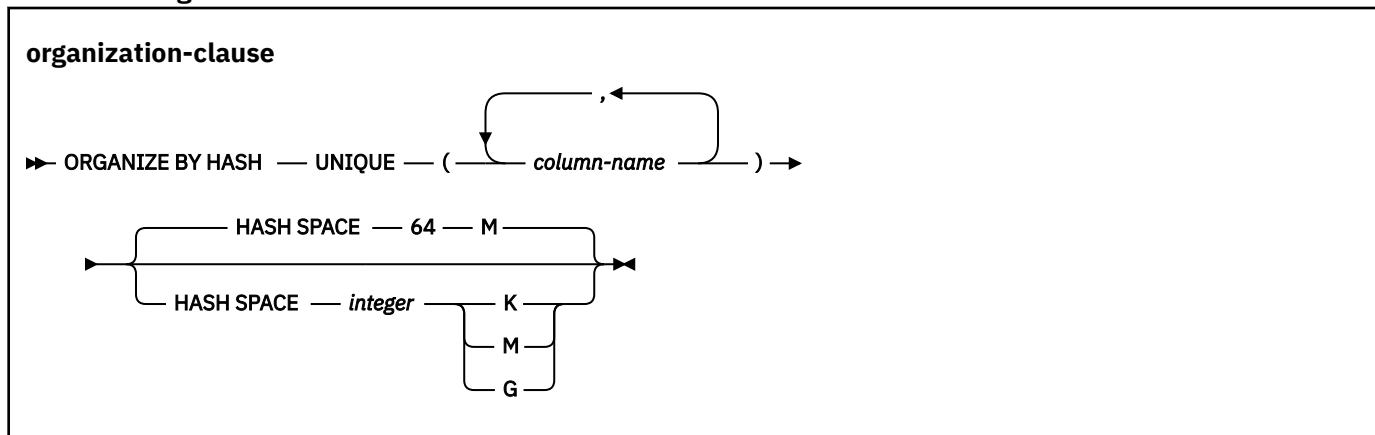 organization-clause
,
ORGANIZE BY HASH UNIQUE ( column-name )
HASH SPACE 64 M
HASH SPACE integer K
M
G